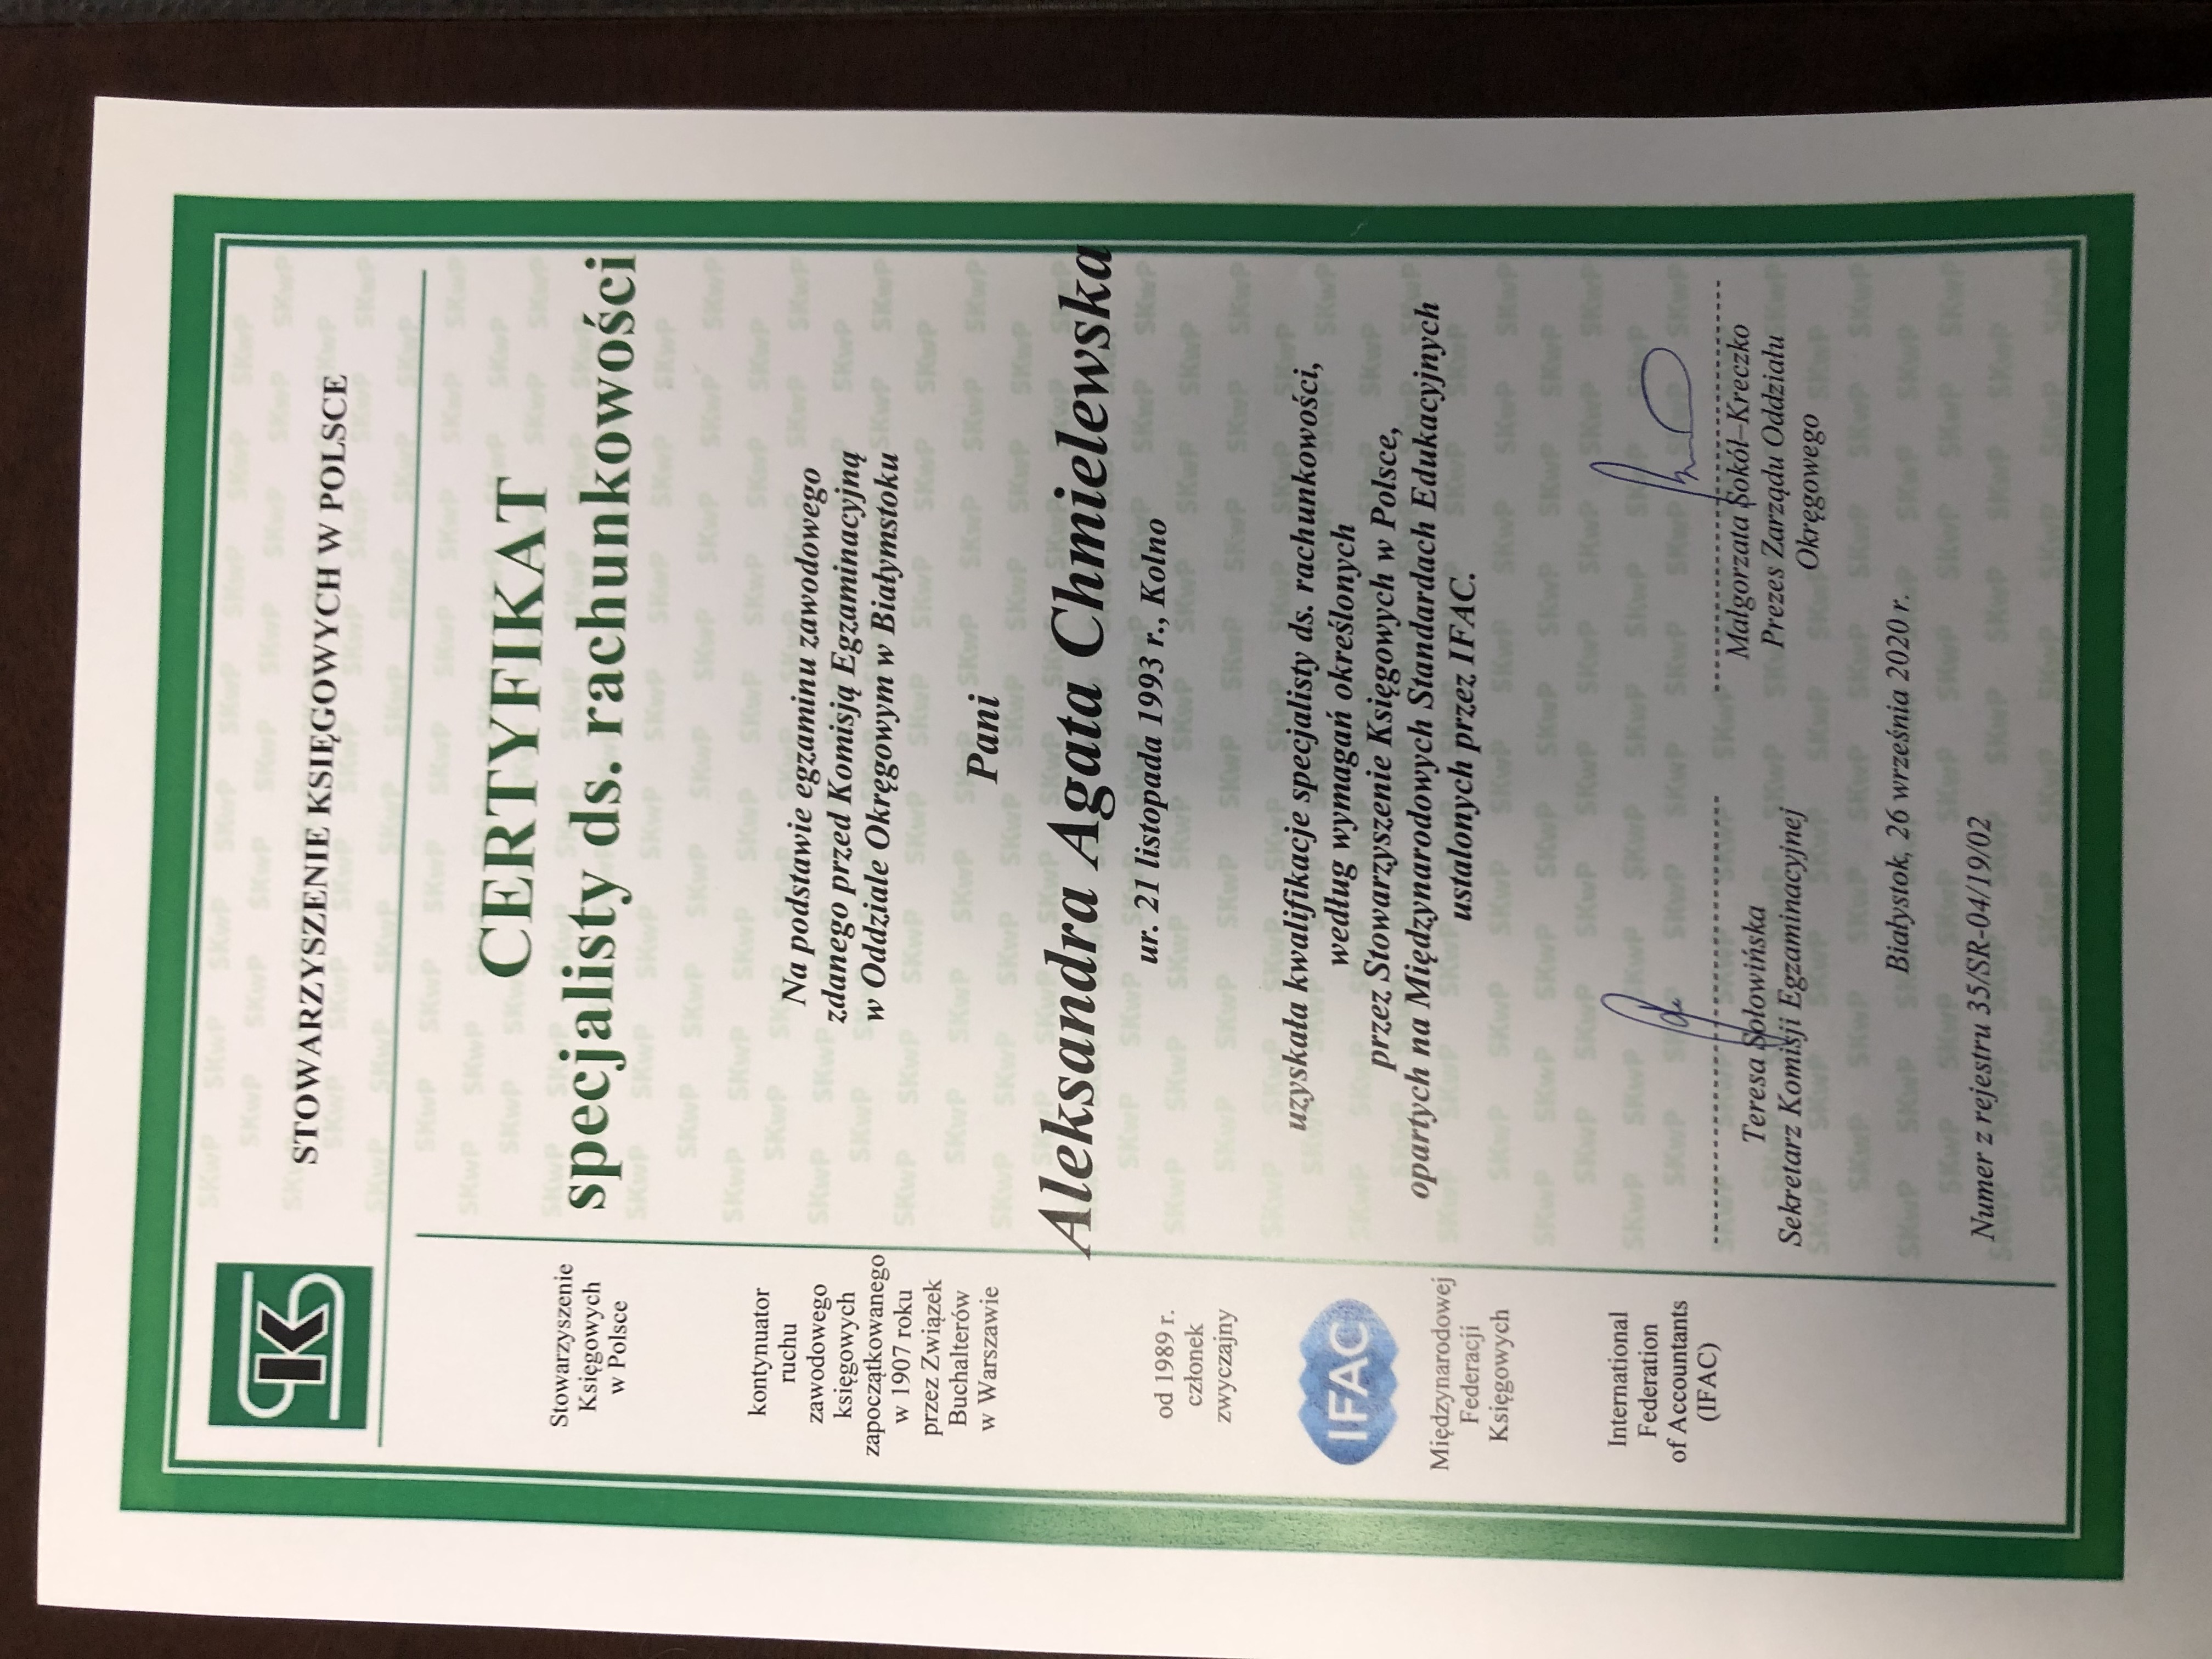 STOWARZYSZENIE KSIĘGOWYCH W POLSCE
CERTYFIKAT
specjalisty ds. rachunkowości
Na podstawie egzaminu zawodowego
zdanego przed Komisją Egzaminacyjną
w Oddziale Okręgowym w Białymstoku
Pani
Aleksandra Agata Chmielewska
ur. 21 listopada 1993 r., Kolno
uzyskała kwalifikacje specjalisty ds. rachunkowości,
według wymagań określonych
przez Stowarzyszenie Księgowych w Polsce,
opartych na Międzynarodowych Standardach Edukacyjnych
ustalonych przez IFAC.
Teresa Sołowińska
Sekretarz Komisji Egzaminacyjnej
Małgorzata Sokół–Kreczko
Prezes Zarządu Oddziału
Okręgowego
Białystok, 26 września 2020 r.
Numer z rejestru 35/SR-04/19/02
Stowarzyszenie
Księgowych
w Polsce
kontynuator
ruchu
zawodowego
księgowych
zapoczątkowanego
w 1907 roku
przez Związek
Buchalterów
w Warszawie
od 1989 r.
członek
zwyczajny
IFAC
Międzynarodowej
Federacji
Księgowych
International
Federation
of Accountants
(IFAC)